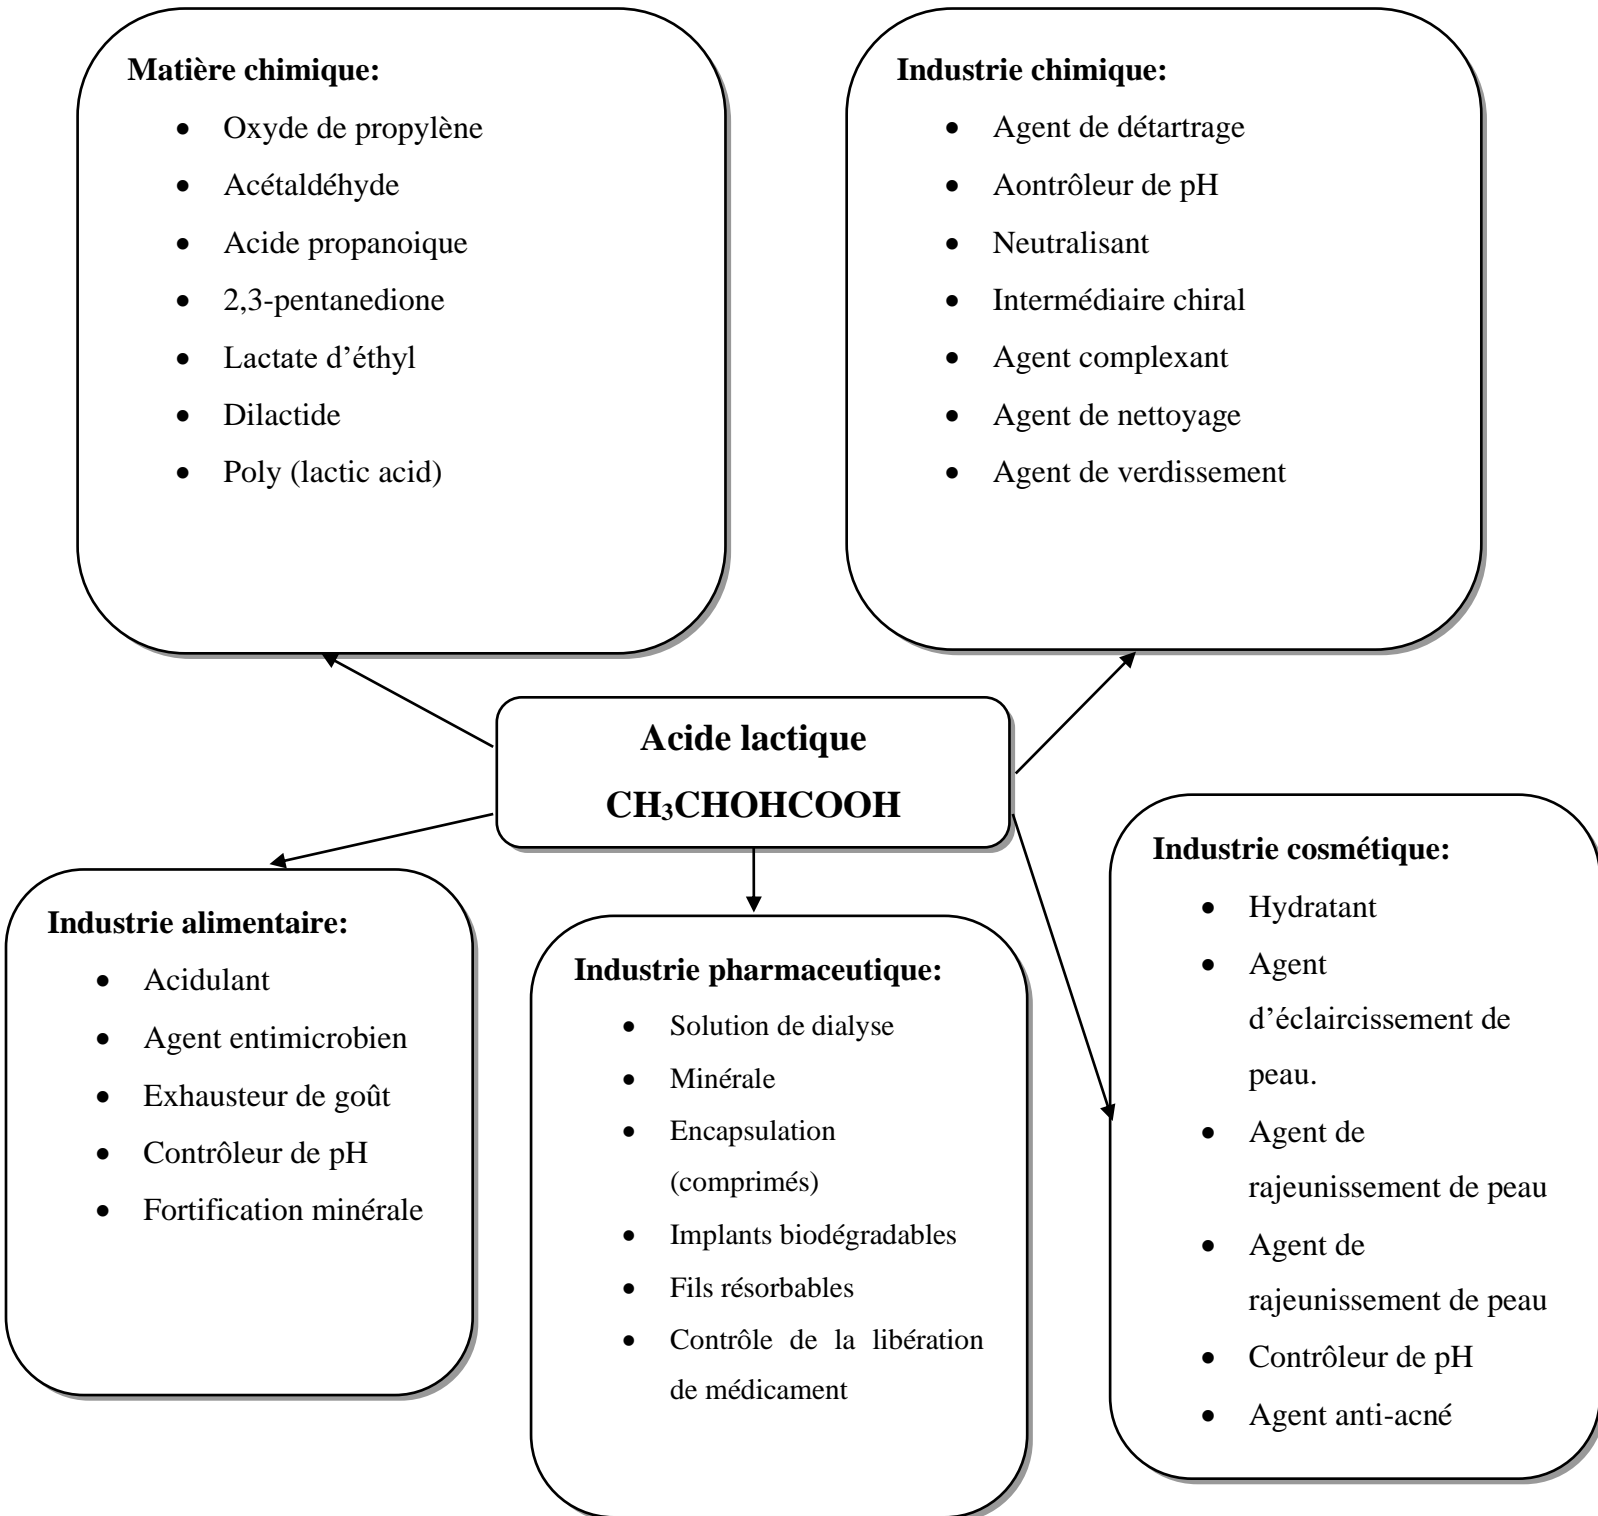 Matière chimique:
• Oxyde de propylène
• Acétaldéhyde
• Acide propanoique
• 2,3-pentanedione
• Lactate d’éthyl
• Dilactide
• Poly (lactic acid)
Industrie chimique:
• Agent de détartrage
• Aontrôleur de pH
• Neutralisant
• Intermédiaire chiral
• Agent complexant
• Agent de nettoyage
• Agent de verdissement
Acide lactique
CH₃CHOHCOOH
Industrie alimentaire:
• Acidulant
• Agent entimicrobien
• Exhausteur de goût
• Contrôleur de pH
• Fortification minérale
Industrie pharmaceutique:
• Solution de dialyse
• Minérale
• Encapsulation
(comprimés)
• Implants biodégradables
• Fils résorbables
• Contrôle de la libération
de médicament
Industrie cosmétique:
• Hydratant
• Agent
d’éclaircissement de
peau.
• Agent de
rajeunissement de peau
• Agent de
rajeunissement de peau
• Contrôleur de pH
• Agent anti-acné